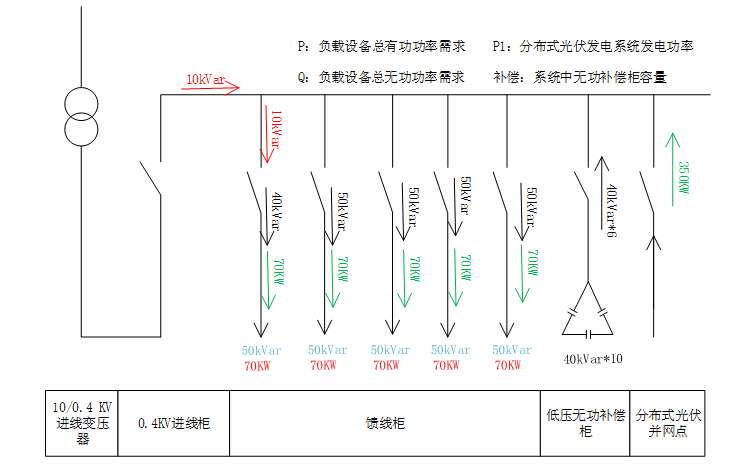 P: 负载设备总有功功率需求 P1: 分布式光伏发电系统发电功率
Q: 负载设备总无功功率需求 补偿: 系统中无功补偿柜容量
10kVar
10kVar
40kVar
50kVar
50kVar
50kVar
50kVar
40kVar*6
350KW
70KW
70KW
70KW
70KW
70KW
50kVar
70KW
50kVar
70KW
50kVar
70KW
50kVar
70KW
50kVar
70KW
40kVar*10
10/0.4 KV
进线变压
器
0.4KV进线柜
馈线柜
低压无功补偿
柜
分布式光伏
并网点